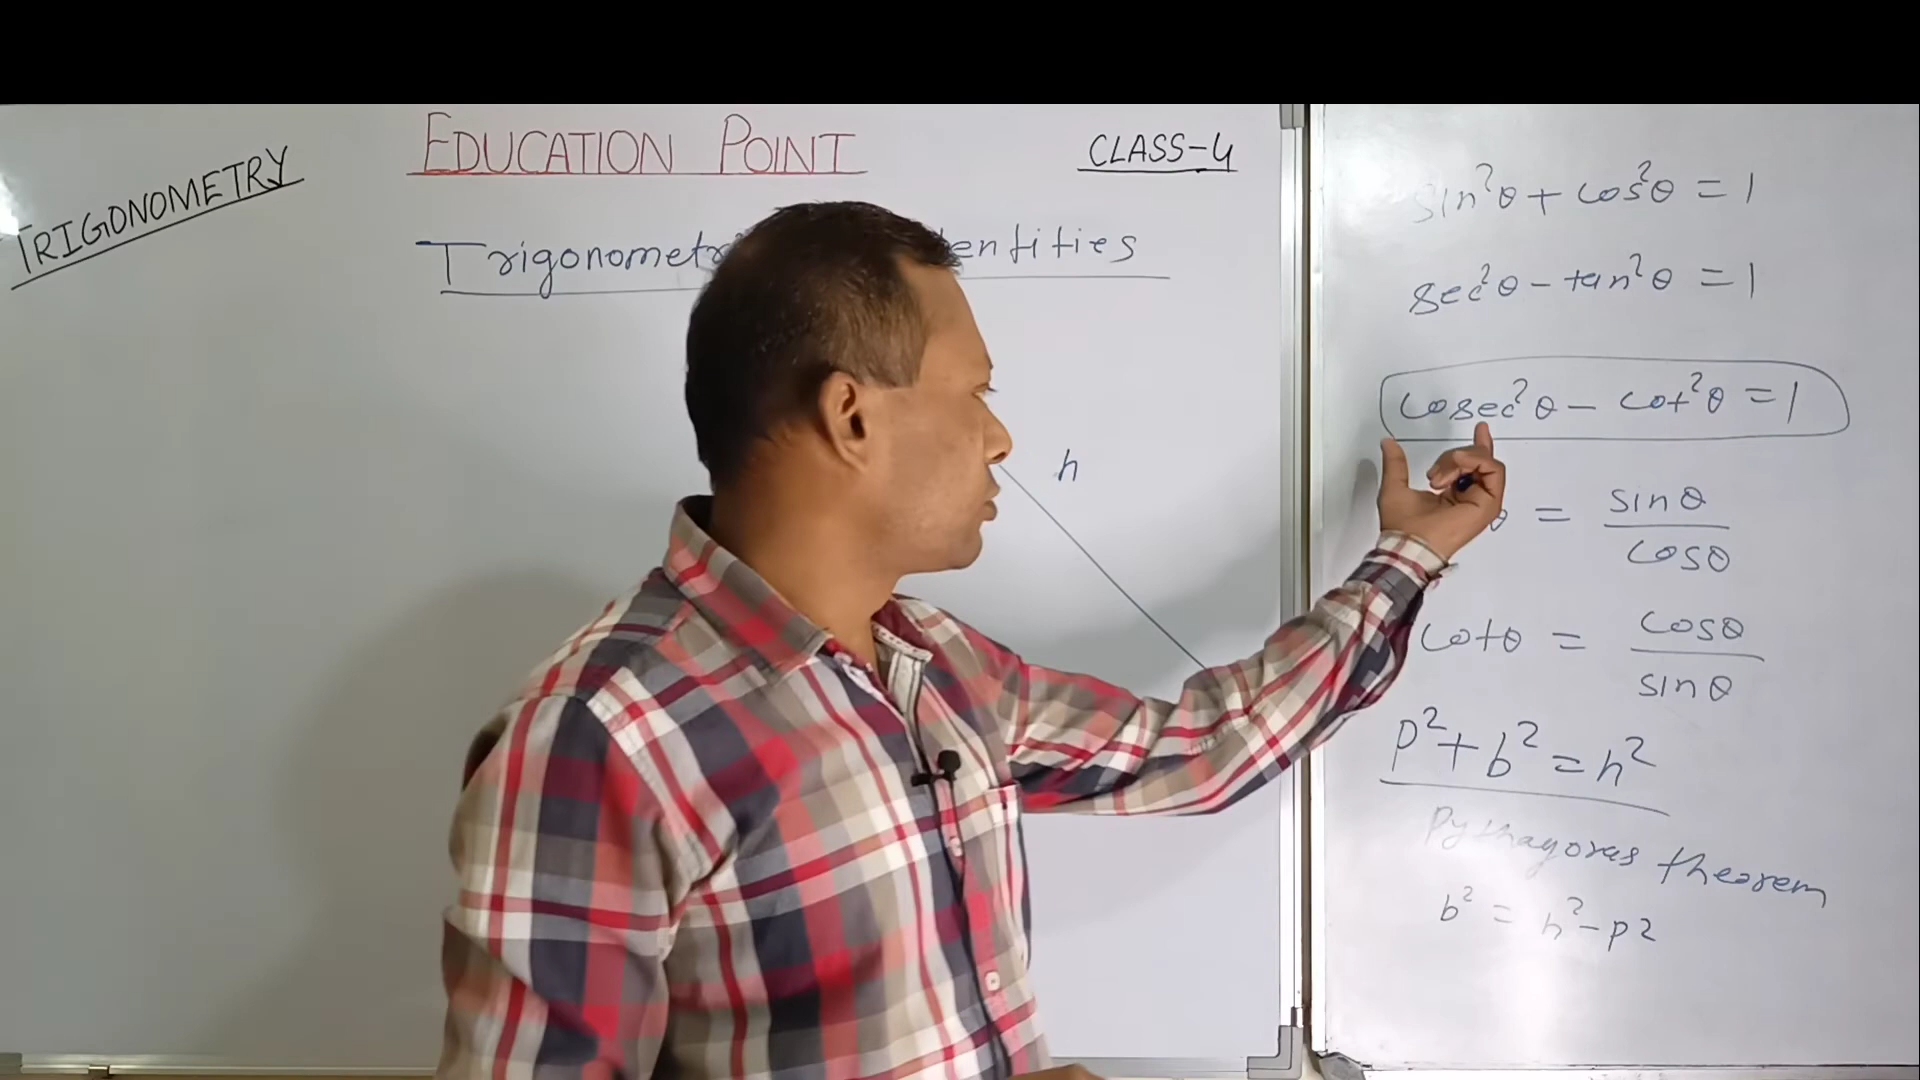 TRIGONOMETRY
EDUCATION POINT
CLASS-4
Trigonometr entities
h
sin²θ + cos²θ = 1
sec²θ - tan²θ = 1
cosec²θ - cot²θ = 1
θ = sinθ / cosθ
cotθ = cosθ / sinθ
p² + b² = h²
Pythagoras theorem
b² = h² - p2